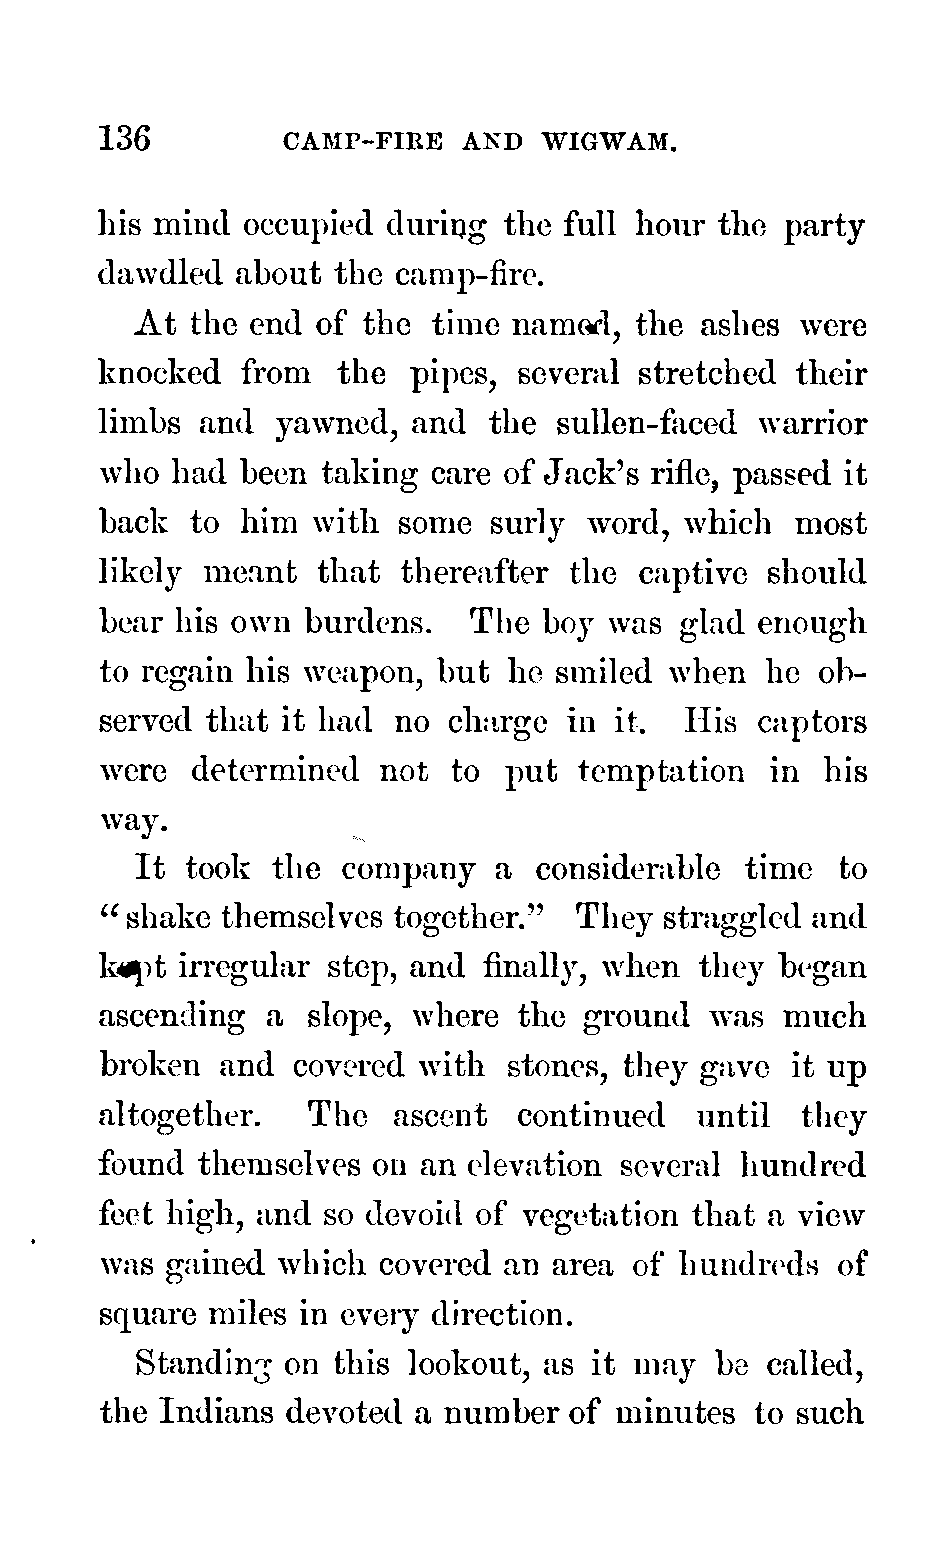 136 CAMP-FIRE AND WIGWAM.
his mind occupied during the full hour the party
dawdled about the camp-fire.
At the end of the time named, the ashes were
knocked from the pipes, several stretched their
limbs and yawned, and the sullen-faced warrior
who had been taking care of Jack's rifle, passed it
back to him with some surly word, which most
likely meant that thereafter the captive should
bear his own burdens. The boy was glad enough
to regain his weapon, but he smiled when he ob-
served that it had no charge in it. His captors
were determined not to put temptation in his
way.
It took the company a considerable time to
“shake themselves together.” They straggled and
kept irregular step, and finally, when they began
ascending a slope, where the ground was much
broken and covered with stones, they gave it up
altogether. The ascent continued until they
found themselves on an elevation several hundred
feet high, and so devoid of vegetation that a view
was gained which covered an area of hundreds of
square miles in every direction.
Standing on this lookout, as it may be called,
the Indians devoted a number of minutes to such